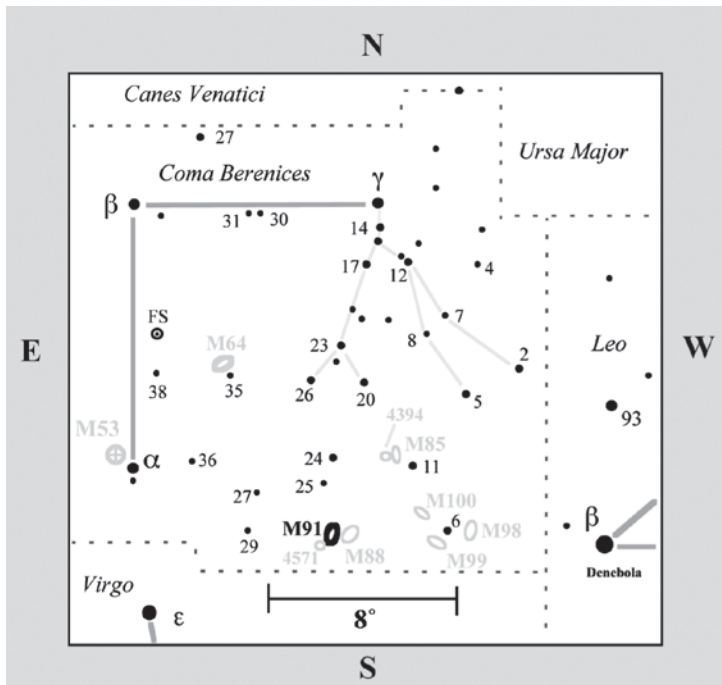 N
Canes Venatici
27
Ursa Major
Coma Berenices
γ
β
31 30
14
17
12
4
FS
7
8
Leo
E
W
M64
23
2
38
35
26
20
5
93
4394
M53
M85
α
36
24
11
25
27
M100
M91
6
M98
β
29
4571
M88
M99
Denebola
Virgo
ε
8°
S